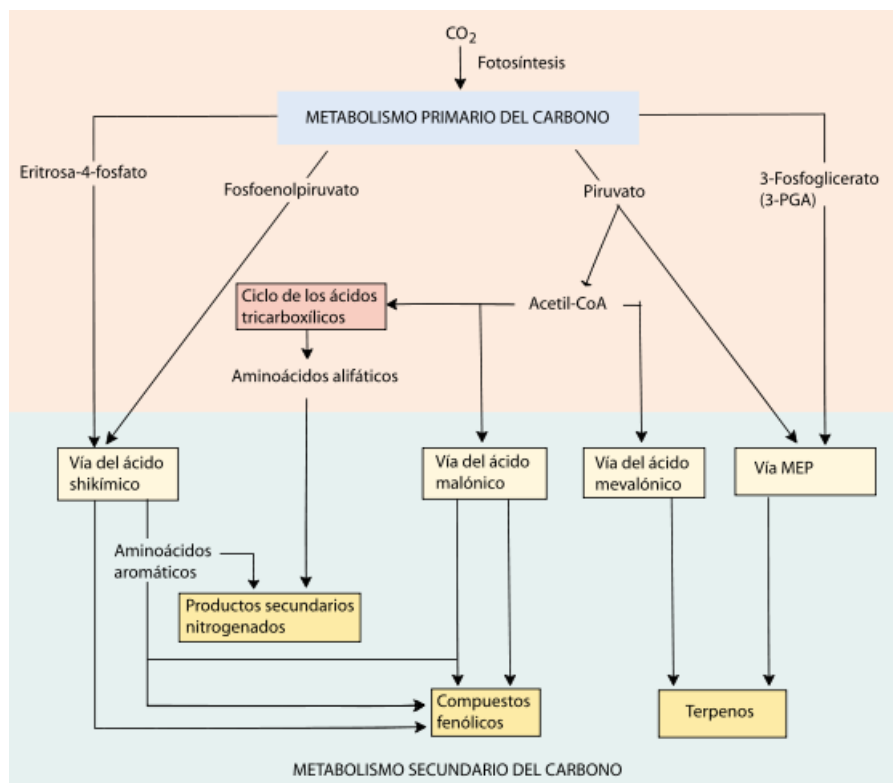 CO₂
Fotosíntesis
METABOLISMO PRIMARIO DEL CARBONO
Eritrosa-4-fosfato
Fosfoenolpiruvato
Piruvato
3-Fosfoglicerato
(3-PGA)
Ciclo de los ácidos
tricarboxílicos
Acetil-CoA
Aminoácidos alifáticos
Vía del ácido
shikímico
Vía del ácido
malónico
Vía del ácido
mevalónico
Vía MEP
Aminoácidos
aromáticos
Productos secundarios
nitrogenados
Compuestos
fenólicos
Terpenos
METABOLISMO SECUNDARIO DEL CARBONO